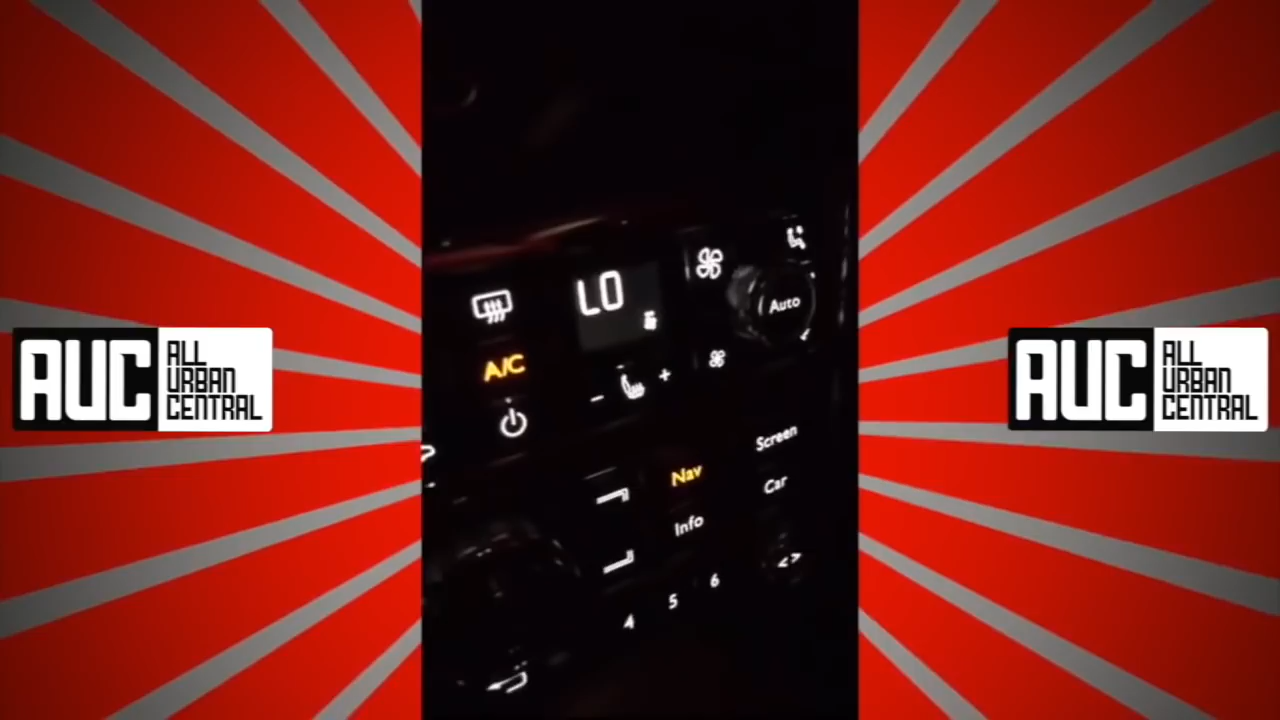 AUC
ALL
URBAN
CENTRAL
LO
Auto
A/C
- +
Nav
Screen
Info
Car
< >
4 5 6
AUC
ALL
URBAN
CENTRAL